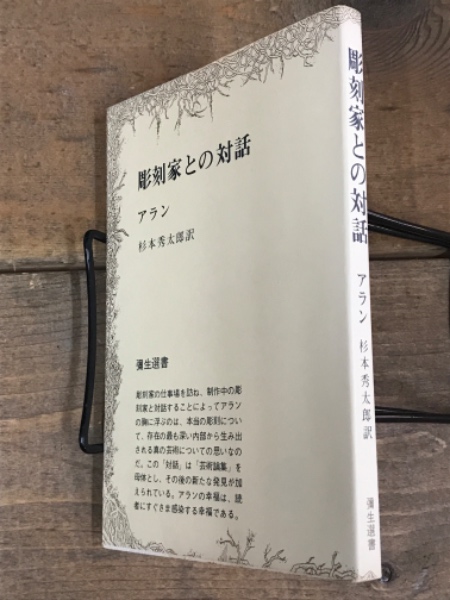 彫刻家との対話
アラン
杉本秀太郎訳
彌生選書
彫刻家の仕事場を訪ね、制作中の彫
刻家と対話することによってアラン
の胸に浮ぶのは、本当の彫刻につい
て、存在の最も深い内部から生み出
される真の芸術についての思いなの
だ。この「対話」は「芸術論集」を
母体とし、その後の新たな発見が加
えられている。アランの幸福は、読
者にすぐさま感染する幸福である。
彫刻家との対話
アラン
杉本秀太郎訳
彌生選書